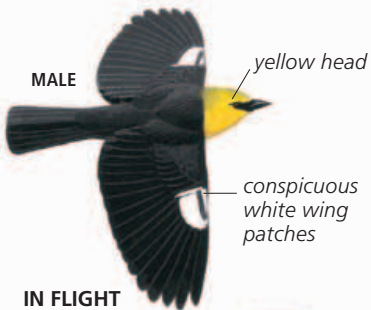 yellow head
MALE
conspicuous
white wing
patches
IN FLIGHT